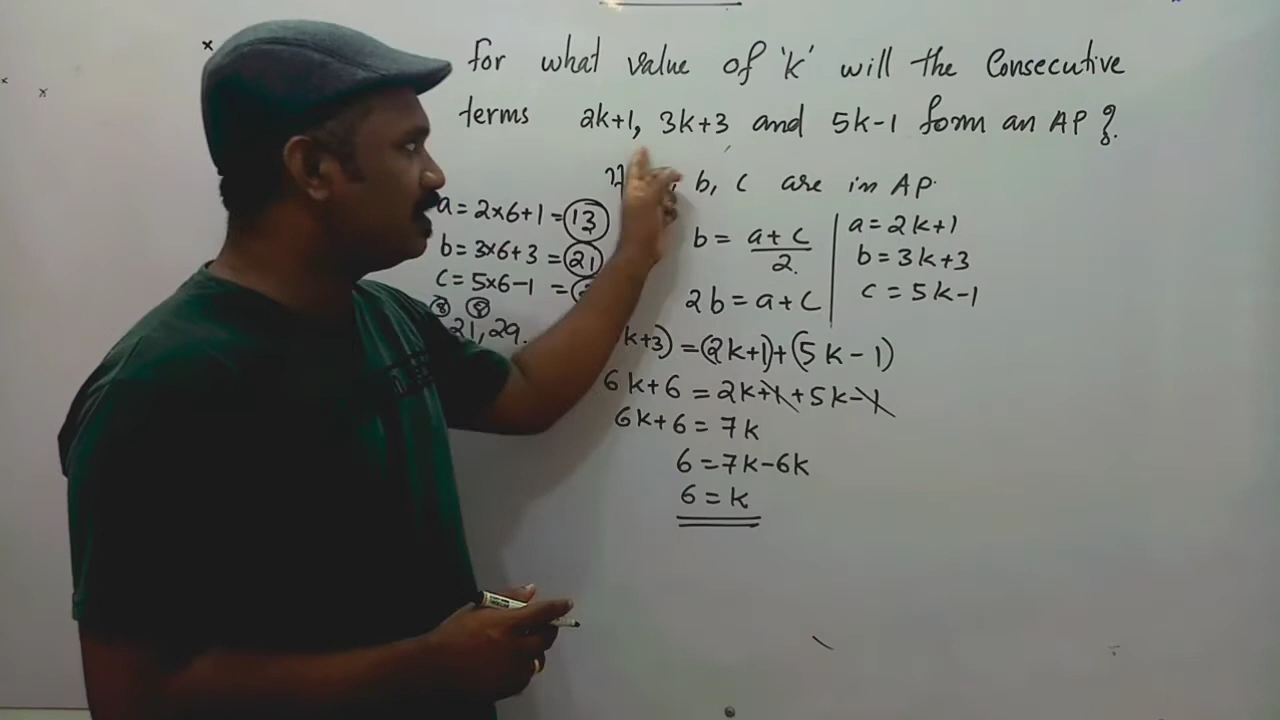 For what value of 'k' will the Consecutive
terms 2k+1, 3k+3 and 5k-1 form an AP ?
b, c are in AP.
a = 2×6+1 = 13
b = 3×6+3 = 21
c = 5×6-1 =
8 8
21, 29.
b = a+c/2
2b = a+c
a = 2k+1
b = 3k+3
c = 5k-1
k+3) = (2k+1)+(5k-1)
6k+6 = 2k+1+5k-1
6k+6 = 7k
6 = 7k-6k
6 = k